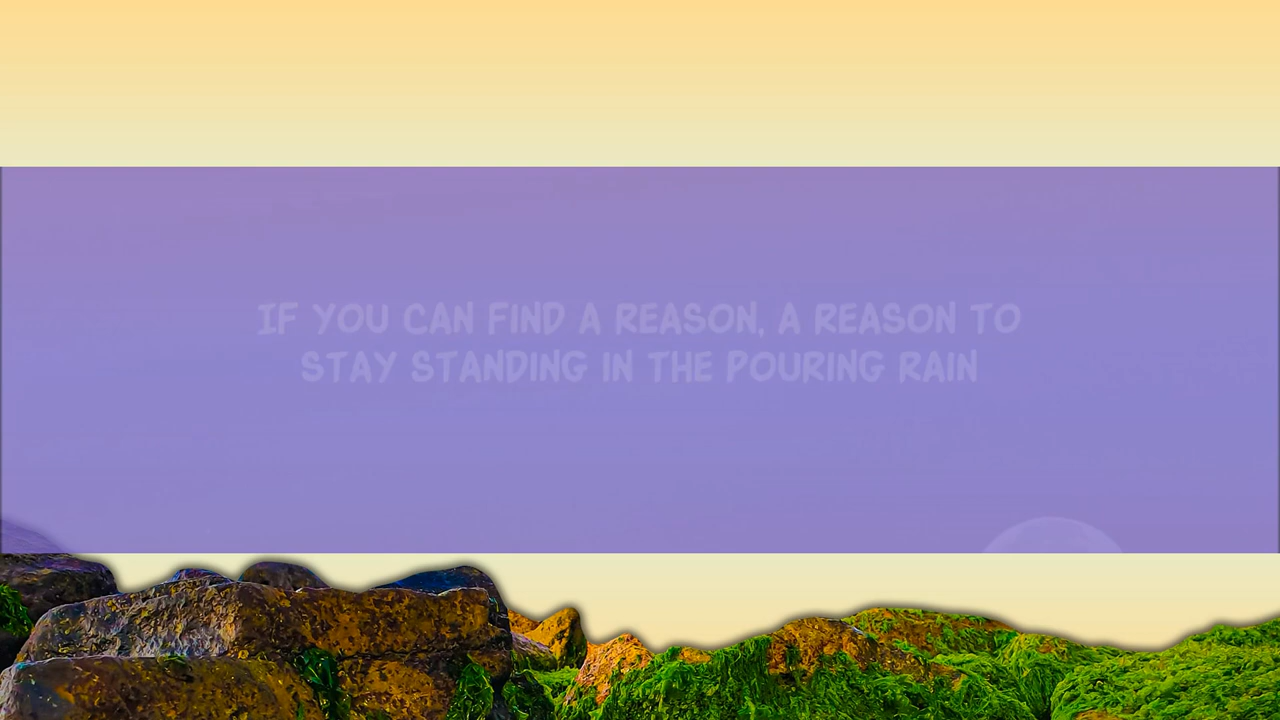 IF YOU CAN FIND A REASON, A REASON TO
STAY STANDING IN THE POURING RAIN